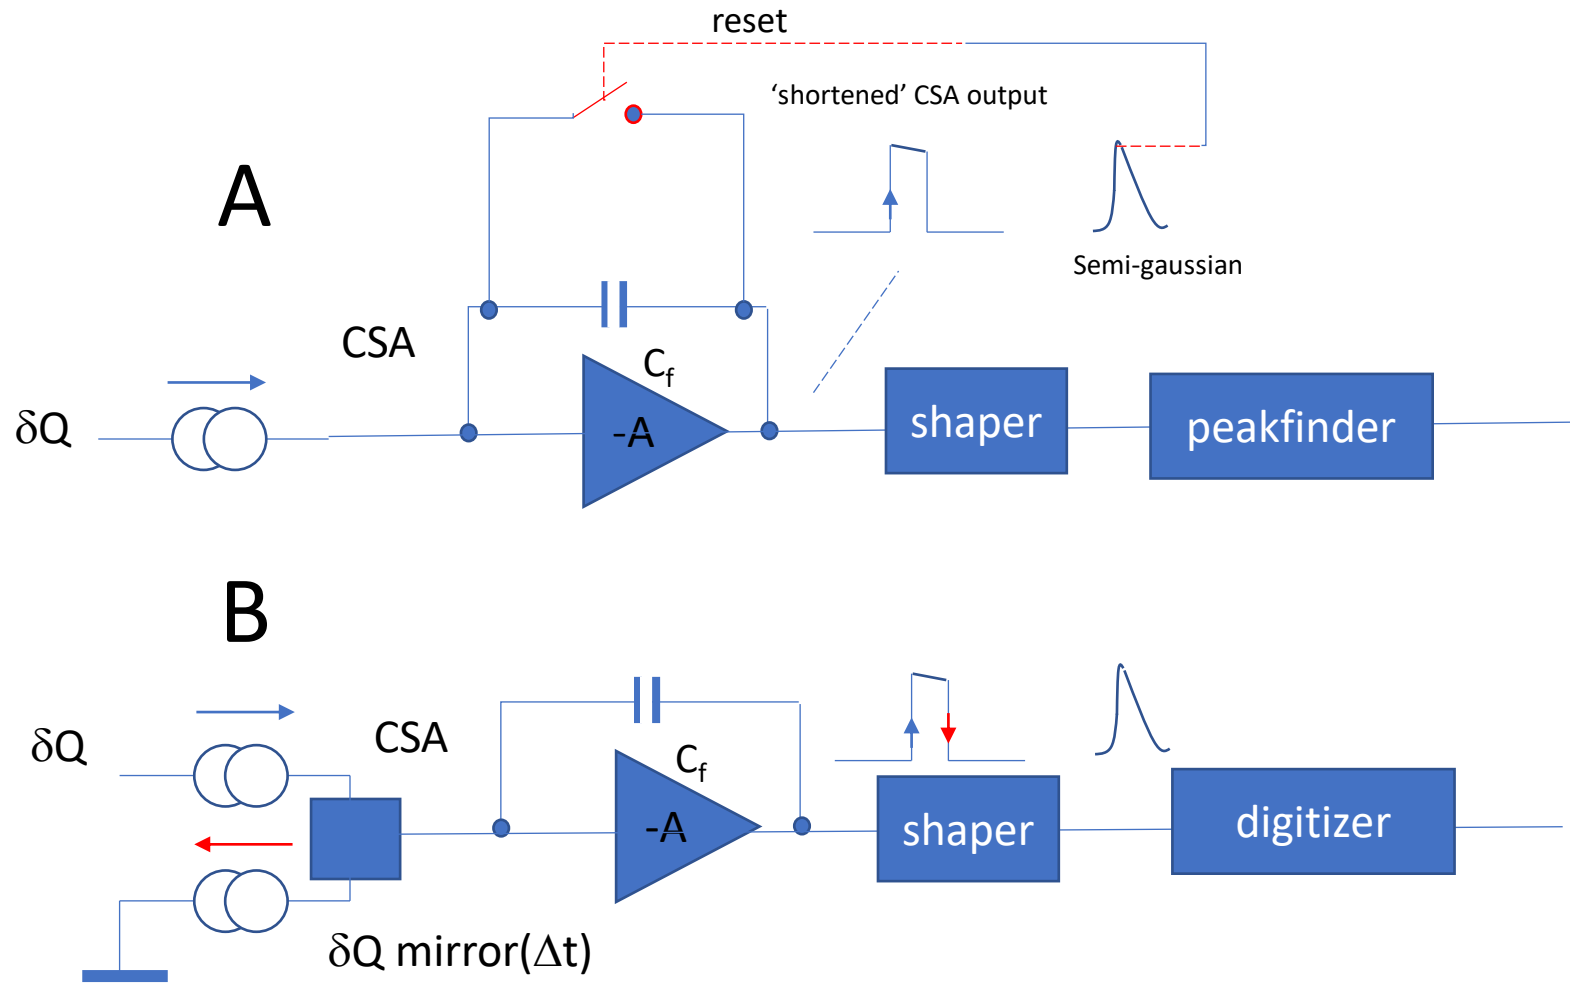 reset
‘shortened’ CSA output
A
Semi-gaussian
CSA
Cf
δQ
-A
shaper
peakfinder
B
δQ
CSA
Cf
-A
shaper
digitizer
δQ mirror(Δt)